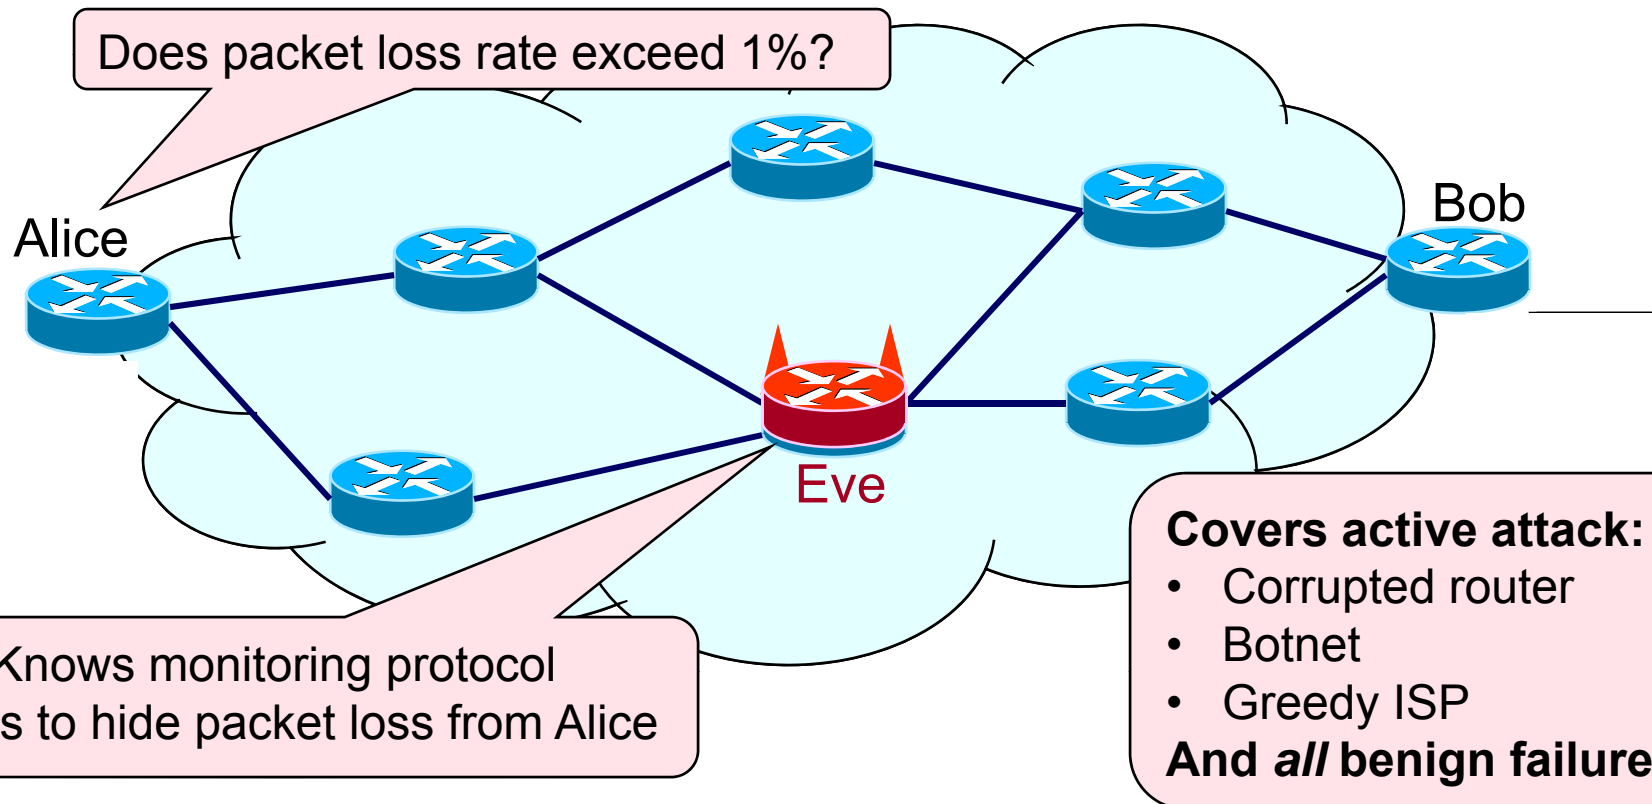 Does packet loss rate exceed 1%?
Alice
Bob
Eve
Knows monitoring protocol
s to hide packet loss from Alice
Covers active attack:
• Corrupted router
• Botnet
• Greedy ISP
And all benign failure